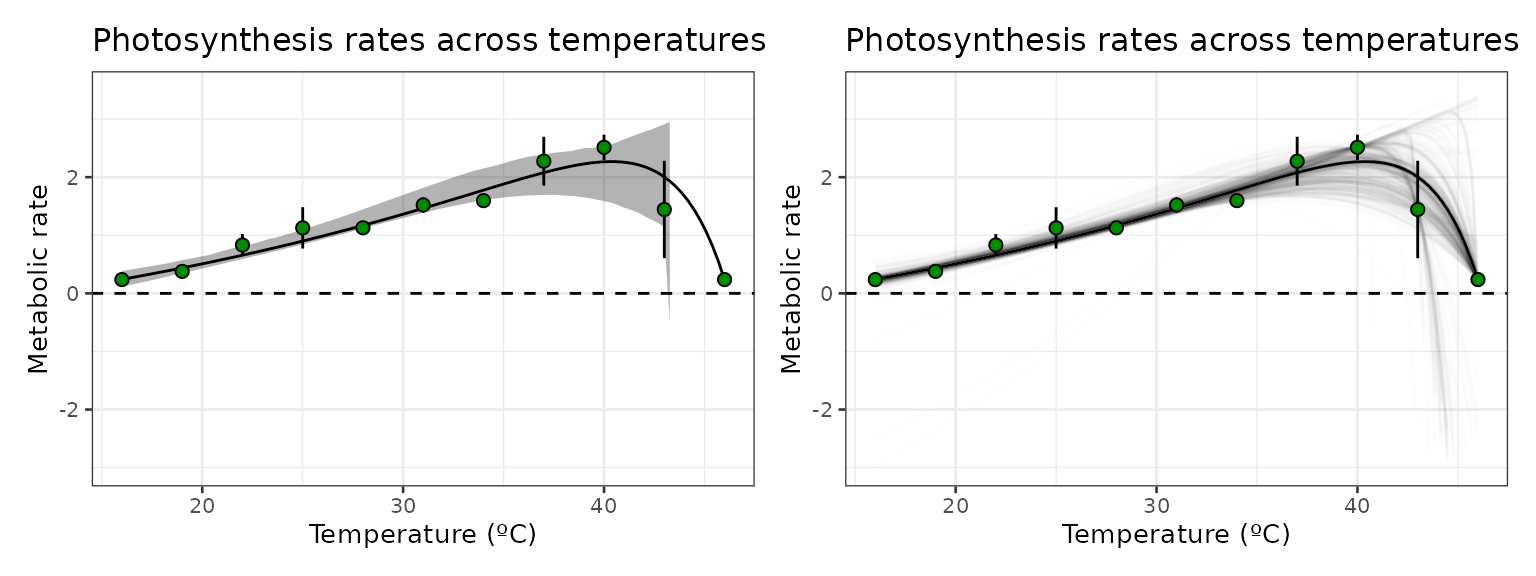 Photosynthesis rates across temperatures
Metabolic rate
2
0
-2
20 30 40
Temperature (ºC)
Photosynthesis rates across temperatures
Metabolic rate
2
0
-2
20 30 40
Temperature (ºC)